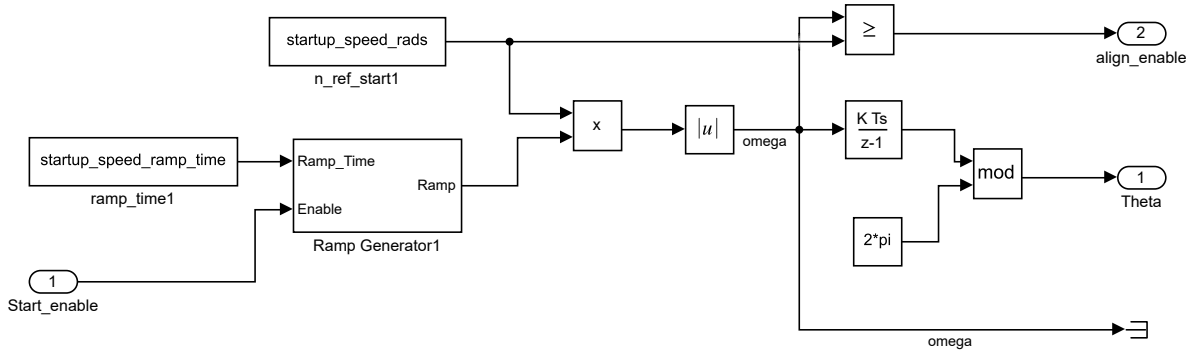 startup_speed_rads
n_ref_start1
≥
2
align_enable
x
|u|
omega
K Ts
z-1
startup_speed_ramp_time
ramp_time1
Ramp_Time
Ramp
Enable
Ramp Generator1
mod
1
Theta
2*pi
1
Start_enable
omega